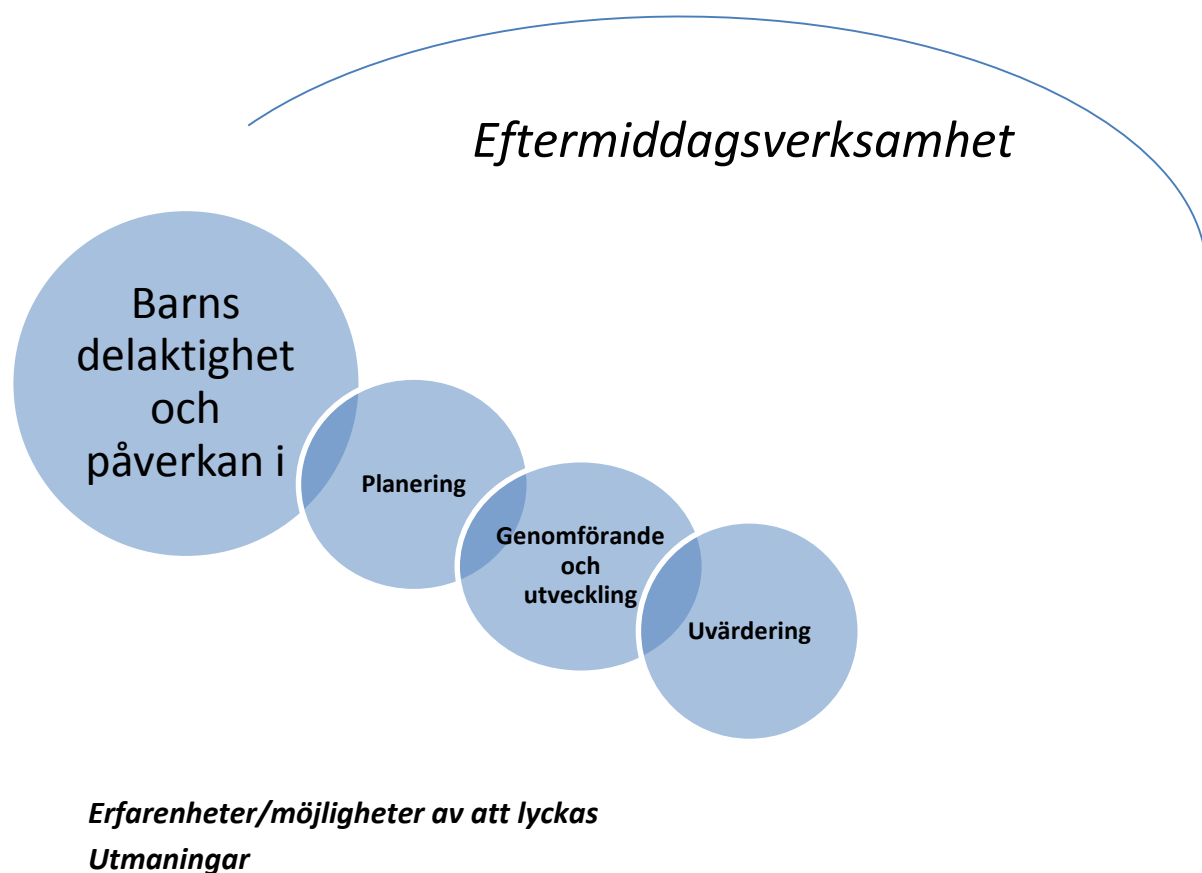 Eftermiddagsverksamhet
Barns
delaktighet
och
påverkan i
Planering
Genomförande
och
utveckling
Uvärdering
Erfarenheter/möjligheter av att lyckas
Utmaningar